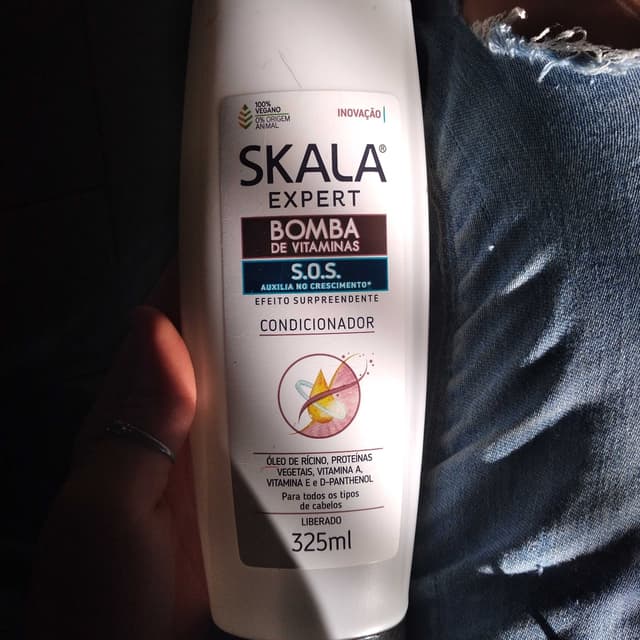 100%
VEGANO
0% ORIGEM
ANIMAL
INOVAÇÃO
SKALA®
EXPERT
BOMBA
DE VITAMINAS
S.O.S.
AUXILIA NO CRESCIMENTO*
EFEITO SURPREENDENTE
CONDICIONADOR
ÓLEO DE RÍCINO, PROTEÍNAS
VEGETAIS, VITAMINA A,
VITAMINA E e D-PANTHENOL
Para todos os tipos
de cabelos
LIBERADO
325ml